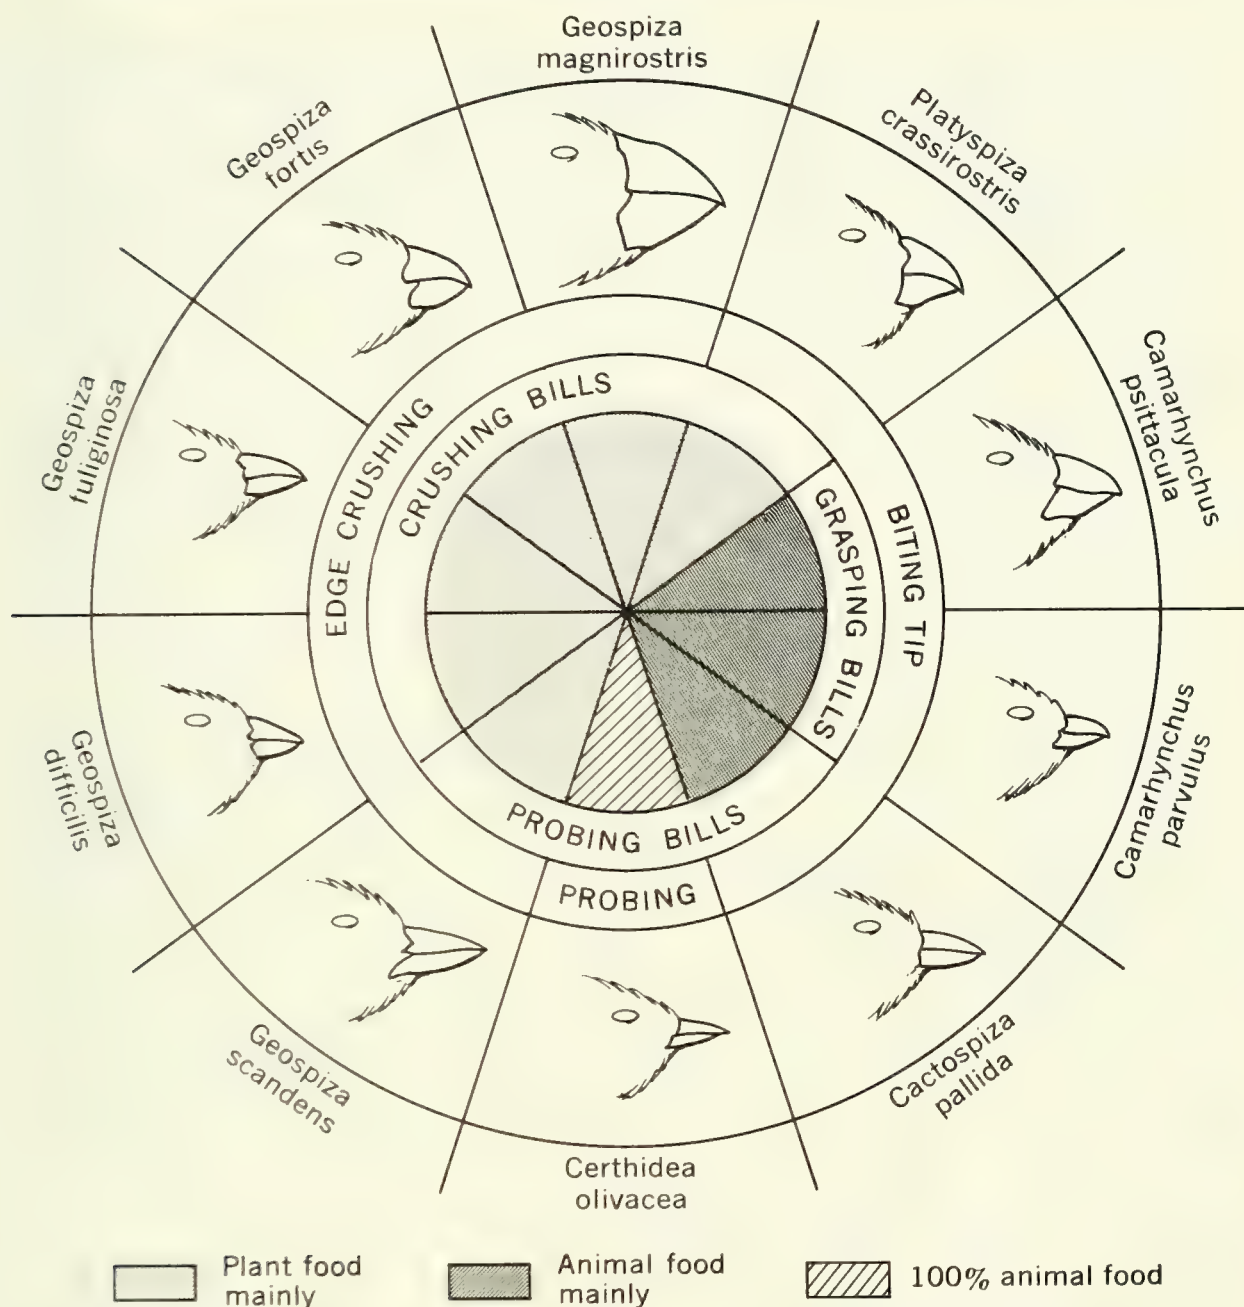 Geospiza
magnirostris
Platyspiza
crassirostris
Camarhynchus
psittacula
Camarhynchus
parvulus
Cactospiza
pallida
Certhidea
olivacea
Geospiza
scandens
Geospiza
difficilis
Geospiza
fuliginosa
Geospiza
fortis
EDGE CRUSHING
BITING TIP
PROBING
CRUSHING BILLS
GRASPING BILLS
PROBING BILLS
Plant food
mainly
Animal food
mainly
100% animal food